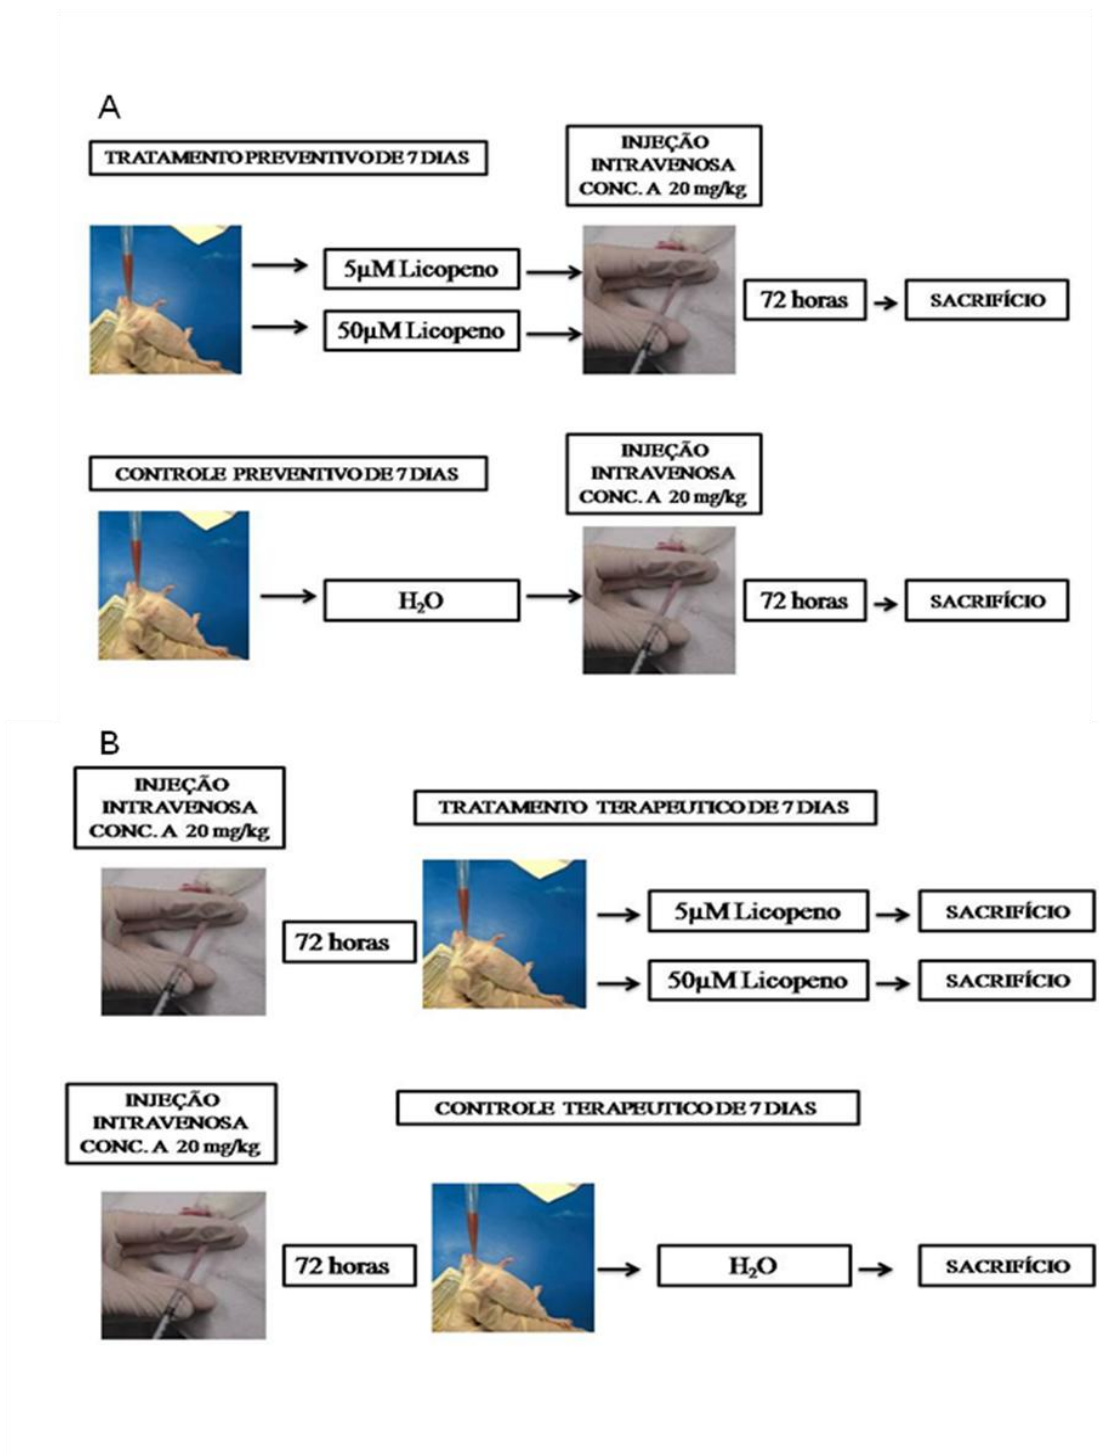 A
TRATAMENTO PREVENTIVO DE 7 DIAS
INJEÇÃO
INTRAVENOSA
CONC. A 20 mg/kg
5µM Licopeno
50µM Licopeno
72 horas
SACRIFÍCIO
CONTROLE PREVENTIVO DE 7 DIAS
INJEÇÃO
INTRAVENOSA
CONC. A 20 mg/kg
H₂O
72 horas
SACRIFÍCIO
B
INJEÇÃO
INTRAVENOSA
CONC. A 20 mg/kg
TRATAMENTO TERAPEUTICO DE 7 DIAS
72 horas
5µM Licopeno
SACRIFÍCIO
50µM Licopeno
SACRIFÍCIO
INJEÇÃO
INTRAVENOSA
CONC. A 20 mg/kg
CONTROLE TERAPEUTICO DE 7 DIAS
72 horas
H₂O
SACRIFÍCIO